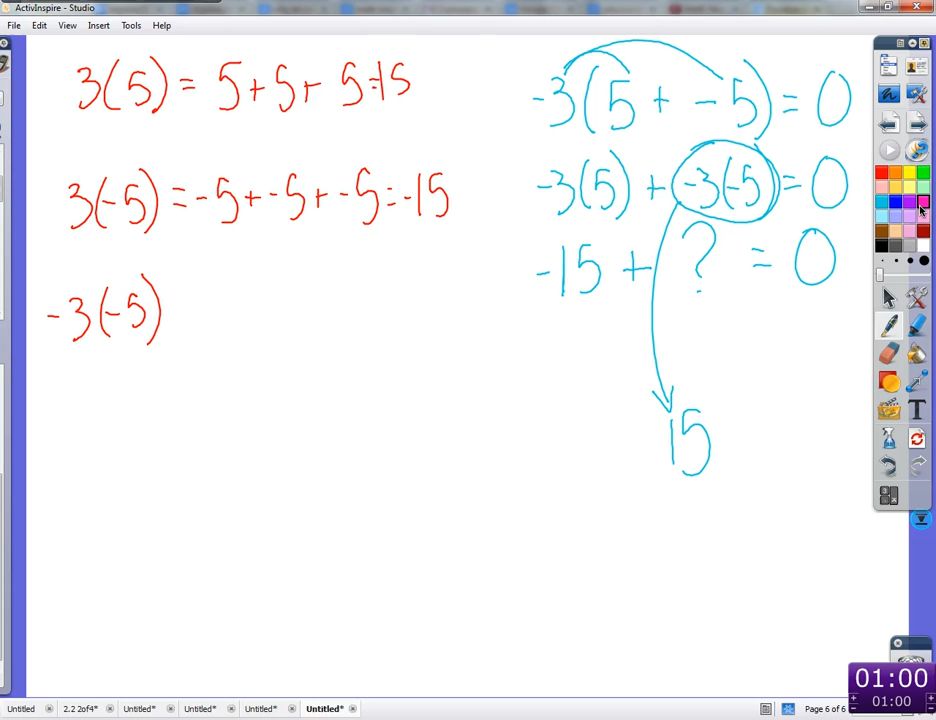 ActivInspire - Studio
File Edit View Insert Tools Help
3(5) = 5+5+5=15
3(-5) = -5+-5+-5=-15
-3(-5)
-3(5 + -5) = 0
-3(5) + -3(-5) = 0
-15 + ? = 0
15
01:00
01:00
Untitled 2.2 2of4* Untitled* Untitled* Untitled* Untitled* Page 6 of 6